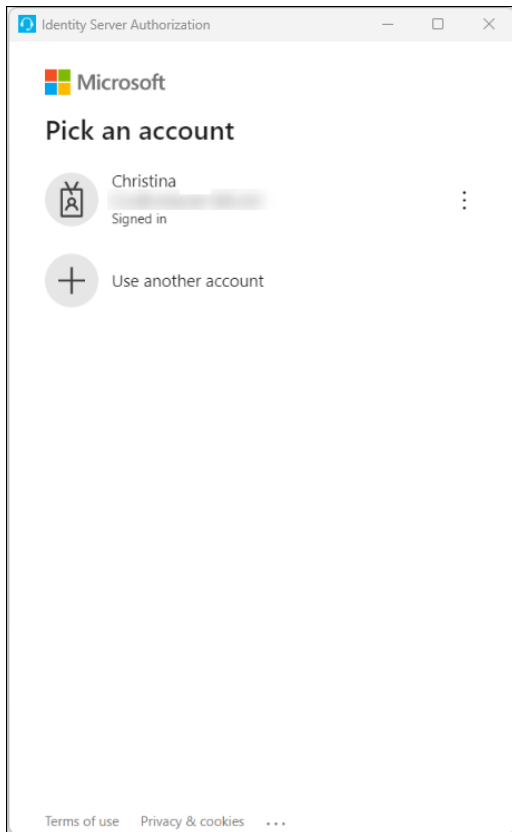 Identity Server Authorization
Microsoft
Pick an account
Christina
Signed in
Use another account
Terms of use Privacy & cookies ...